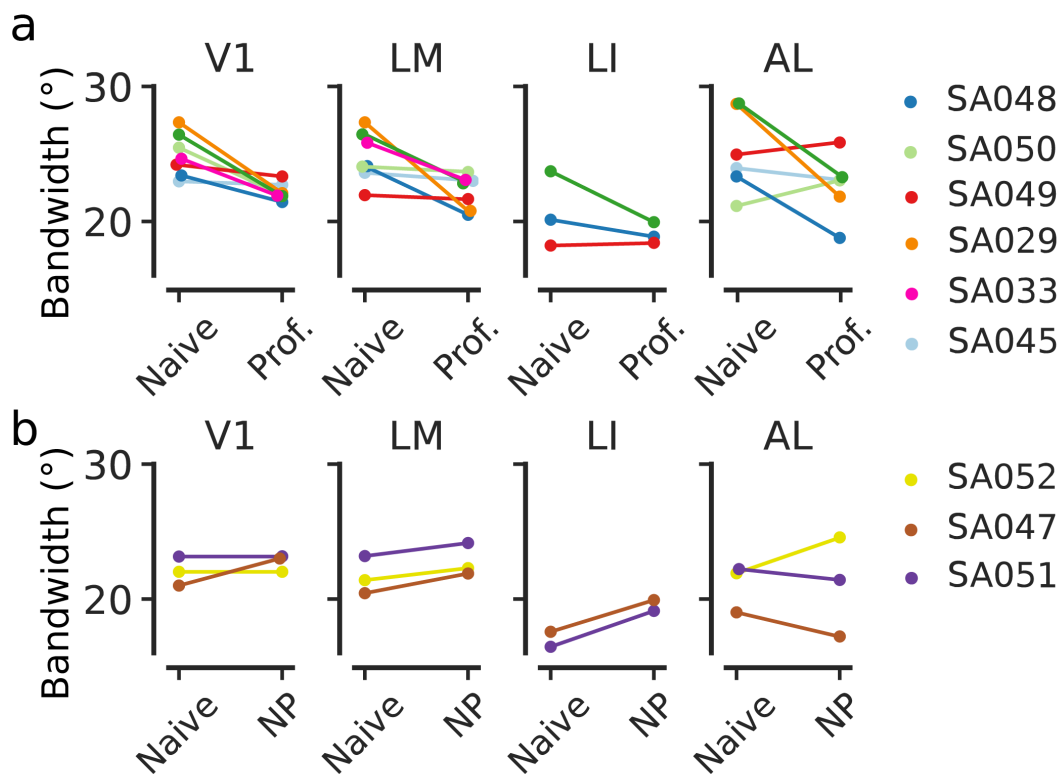 a
V1 LM LI AL
Bandwidth (°)
30
20
Naive Prof. Naive Prof. Naive Prof. Naive Prof.
SA048
SA050
SA049
SA029
SA033
SA045
b
V1 LM LI AL
Bandwidth (°)
30
20
Naive NP Naive NP Naive NP Naive NP
SA052
SA047
SA051